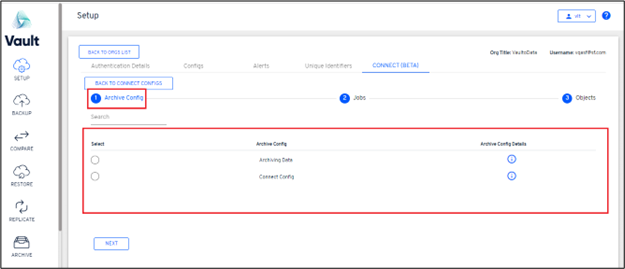 Setup
vit
?
Vault
SETUP
BACKUP
COMPARE
RESTORE
REPLICATE
ARCHIVE
BACK TO ORGS LIST
Org Title: VaultsData
Authentication Details Configs Alerts Unique Identifiers CONNECT (BETA)
BACK TO CONNECT CONFIGS
1 Archive Config 2 Jobs 3 Objects
Search
Select Archive Config Archive Config Details
Archiving Data
Connect Config
NEXT
Username: